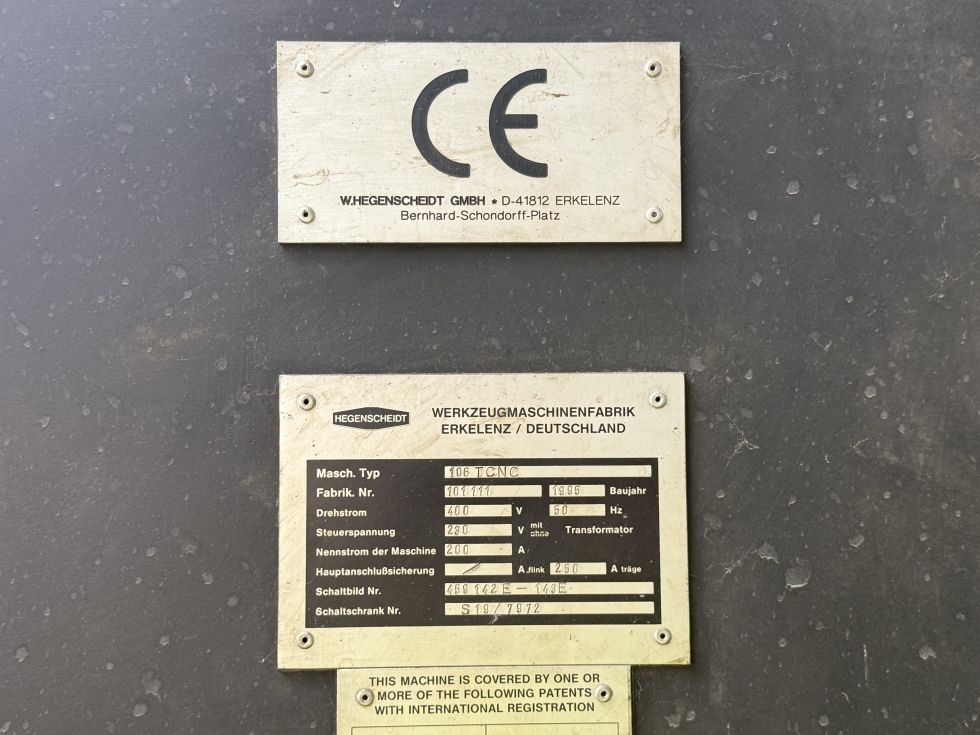 CE
W.HEGENSCHEIDT GMBH * D-41812 ERKELENZ
Bernhard-Schondorff-Platz
HEGENSCHEIDT WERKZEUGMASCHINENFABRIK
ERKELENZ / DEUTSCHLAND
Masch. Typ 106 TCNC
Fabrik. Nr. 101 111 1995 Baujahr
Drehstrom 400 V 50 Hz
Steuerspannung 230 V mit ohne Transformator
Nennstrom der Maschine 200 A
Hauptanschlußsicherung / A.flink 250 A träge
Schaltbild Nr. 459 142 E - 143E
Schaltschrank Nr. S 19 / 7972
THIS MACHINE IS COVERED BY ONE OR
MORE OF THE FOLLOWING PATENTS
WITH INTERNATIONAL REGISTRATION